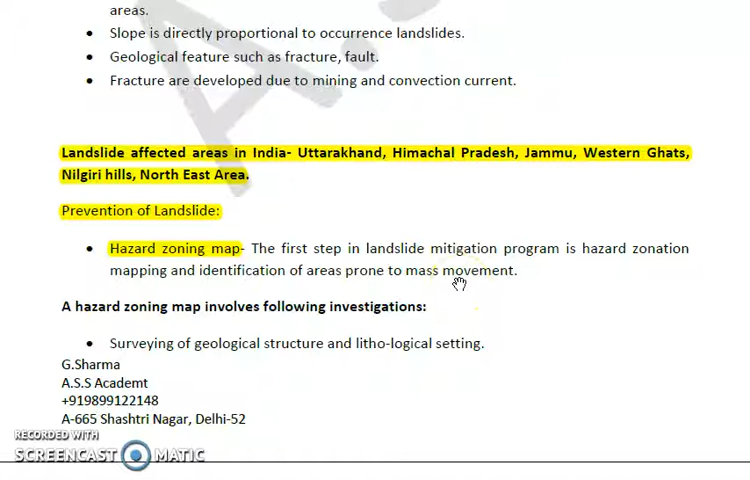 areas.
• Slope is directly proportional to occurrence landslides.
• Geological feature such as fracture, fault.
• Fracture are developed due to mining and convection current.
Landslide affected areas in India- Uttarakhand, Himachal Pradesh, Jammu, Western Ghats,
Nilgiri hills, North East Area.
Prevention of Landslide:
• Hazard zoning map- The first step in landslide mitigation program is hazard zonation
mapping and identification of areas prone to mass movement.
A hazard zoning map involves following investigations:
• Surveying of geological structure and litho-logical setting.
G.Sharma
A.S.S Academt
+919899122148
A-665 Shashtri Nagar, Delhi-52
RECORDED WITH
SCREENCAST MATIC